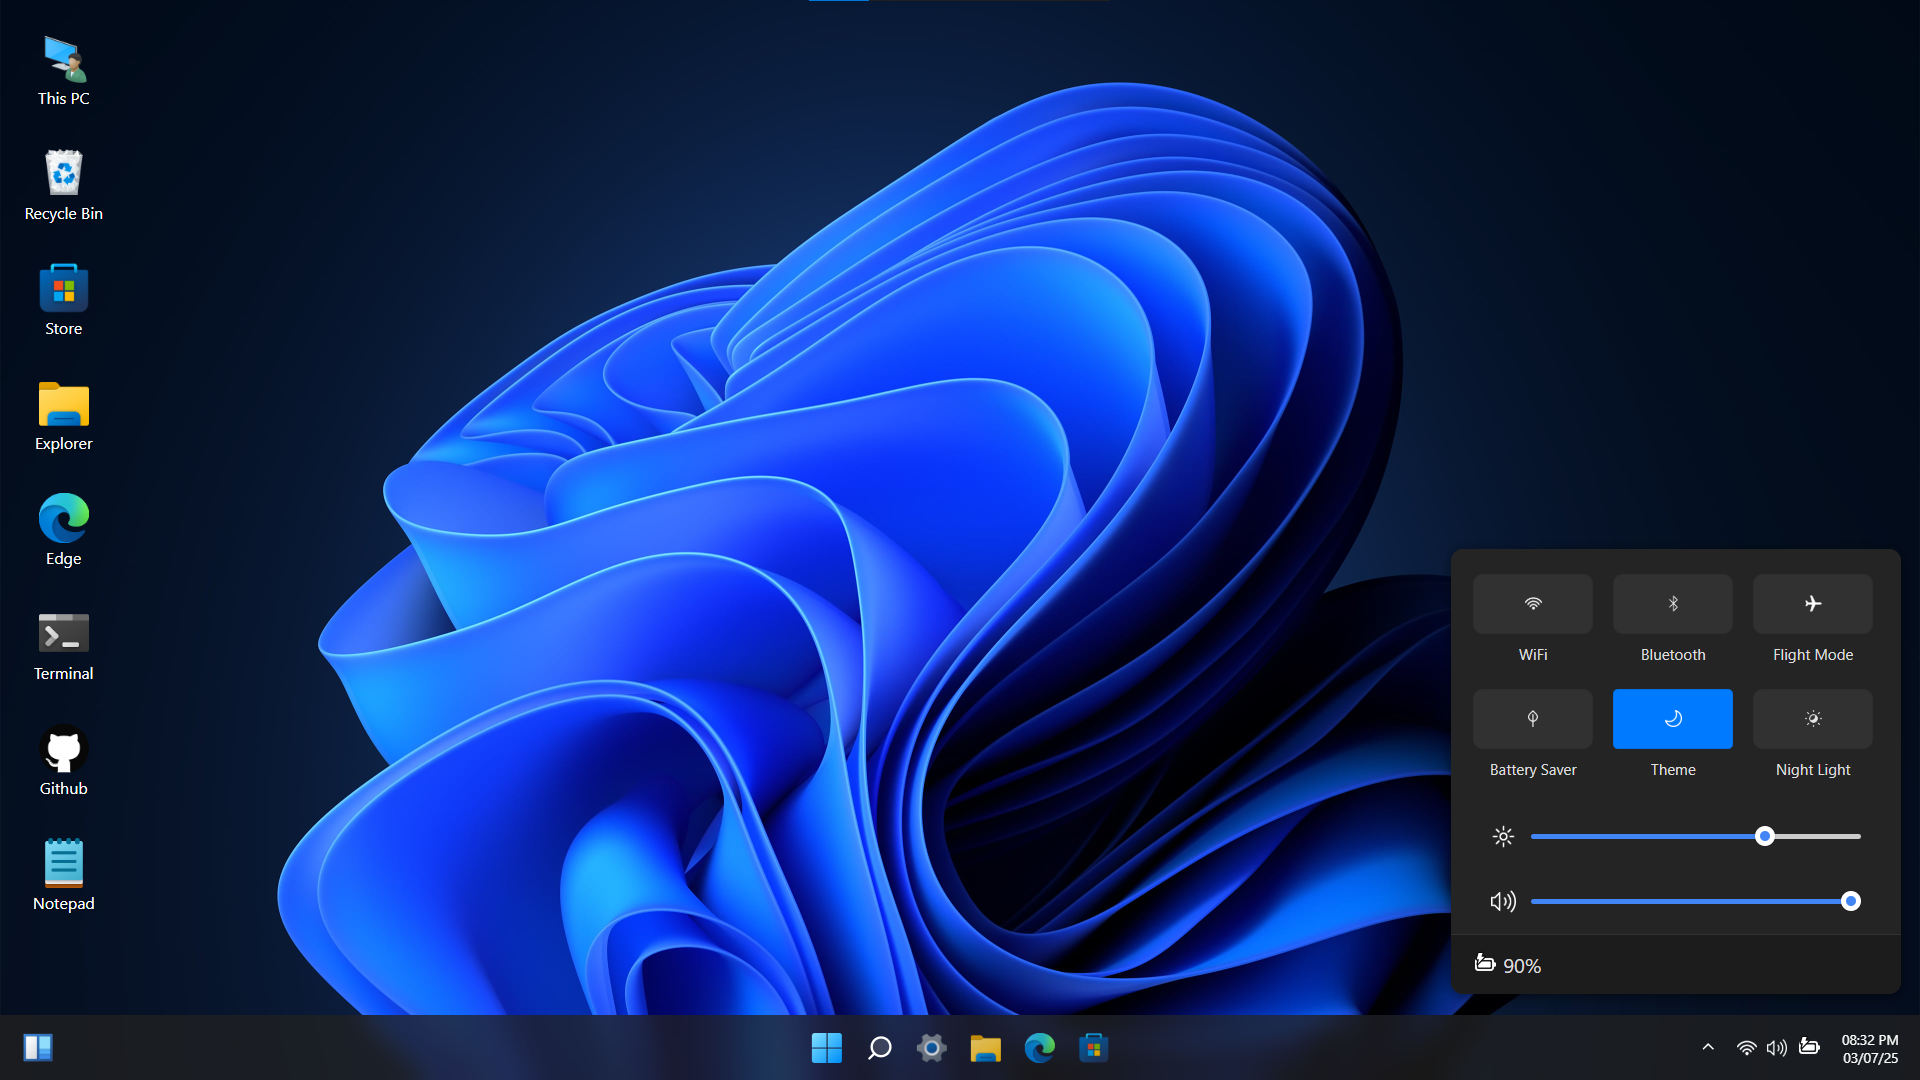 This PC
Recycle Bin
Store
Explorer
Edge
Terminal
Github
Notepad
WiFi
Bluetooth
Flight Mode
Battery Saver
Theme
Night Light
90%
08:32 PM
03/07/25